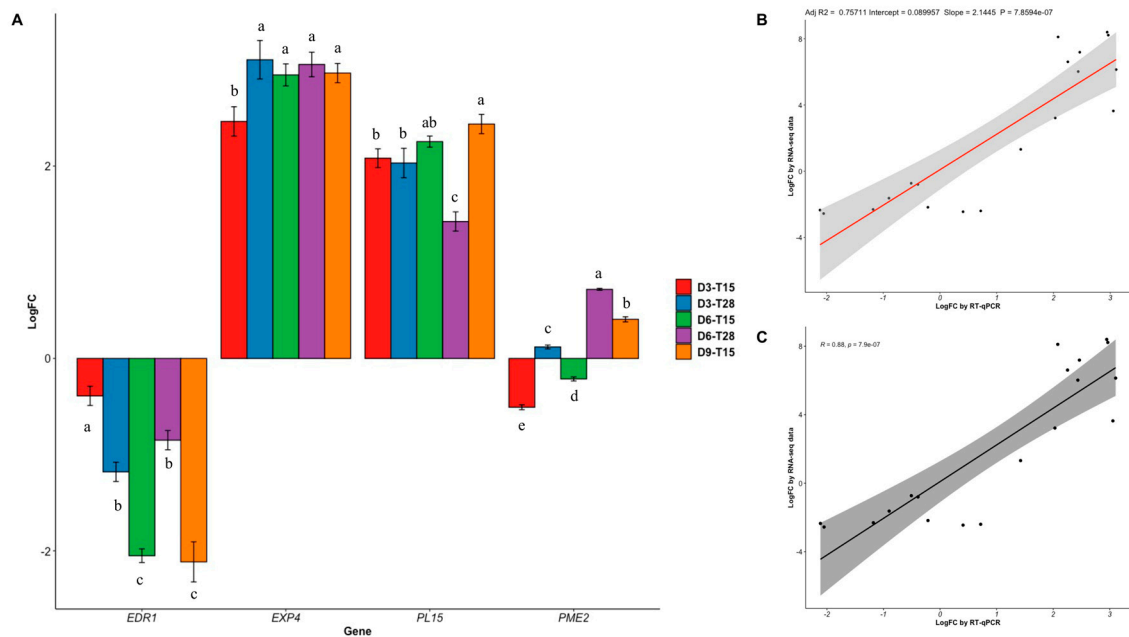 A
a
a
a
a
b
a
ab
b
b
a
c
b
c
c
d
e
a
b
b
c
c
2
0
-2
LogFC
EDR1
EXP4
PL15
PME2
Gene
D3-T15
D3-T28
D6-T15
D6-T28
D9-T15
B
Adj R2 = 0.75711 Intercept = 0.089957 Slope = 2.1445 P = 7.8594e-07
8
4
0
-4
LogFC by RNA-seq data
-2 -1 0 1 2 3
LogFC by RT-qPCR
C
R = 0.88, p = 7.9e-07
8
4
0
-4
LogFC by RNA-seq data
-2 -1 0 1 2 3
LogFC by RT-qPCR